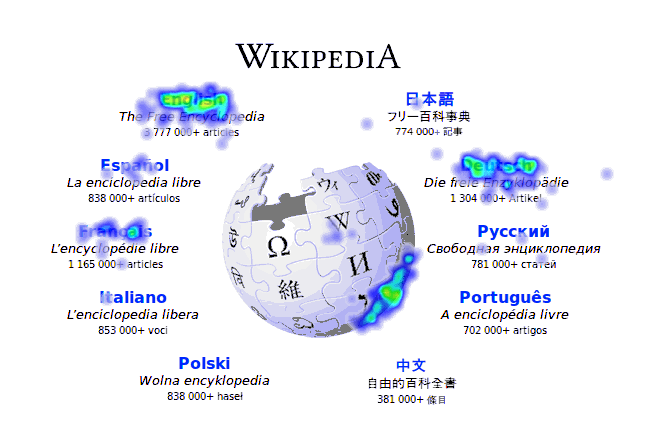 WIKIPEDIA
English
The Free Encyclopedia
3 777 000+ articles
日本語
フリー百科事典
774 000+ 記事
Español
La enciclopedia libre
838 000+ artículos
Deutsch
Die freie Enzyklopädie
1 304 000+ Artikel
Français
L'encyclopédie libre
1 165 000+ articles
Русский
Свободная энциклопедия
781 000+ статей
Italiano
L'enciclopedia libera
853 000+ voci
Português
A enciclopédia livre
702 000+ artigos
Polski
Wolna encyklopedia
838 000+ haseł
中文
自由的百科全書
381 000+ 條目
Ω
W
И
維
ウィ